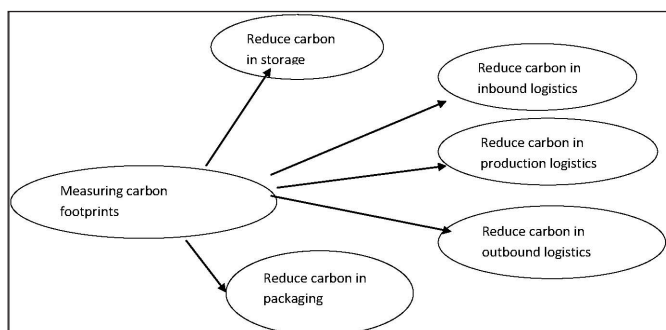 Reduce carbon
in storage
Reduce carbon in
inbound logistics
Reduce carbon in
production logistics
Measuring carbon
footprints
Reduce carbon in
outbound logistics
Reduce carbon in
packaging